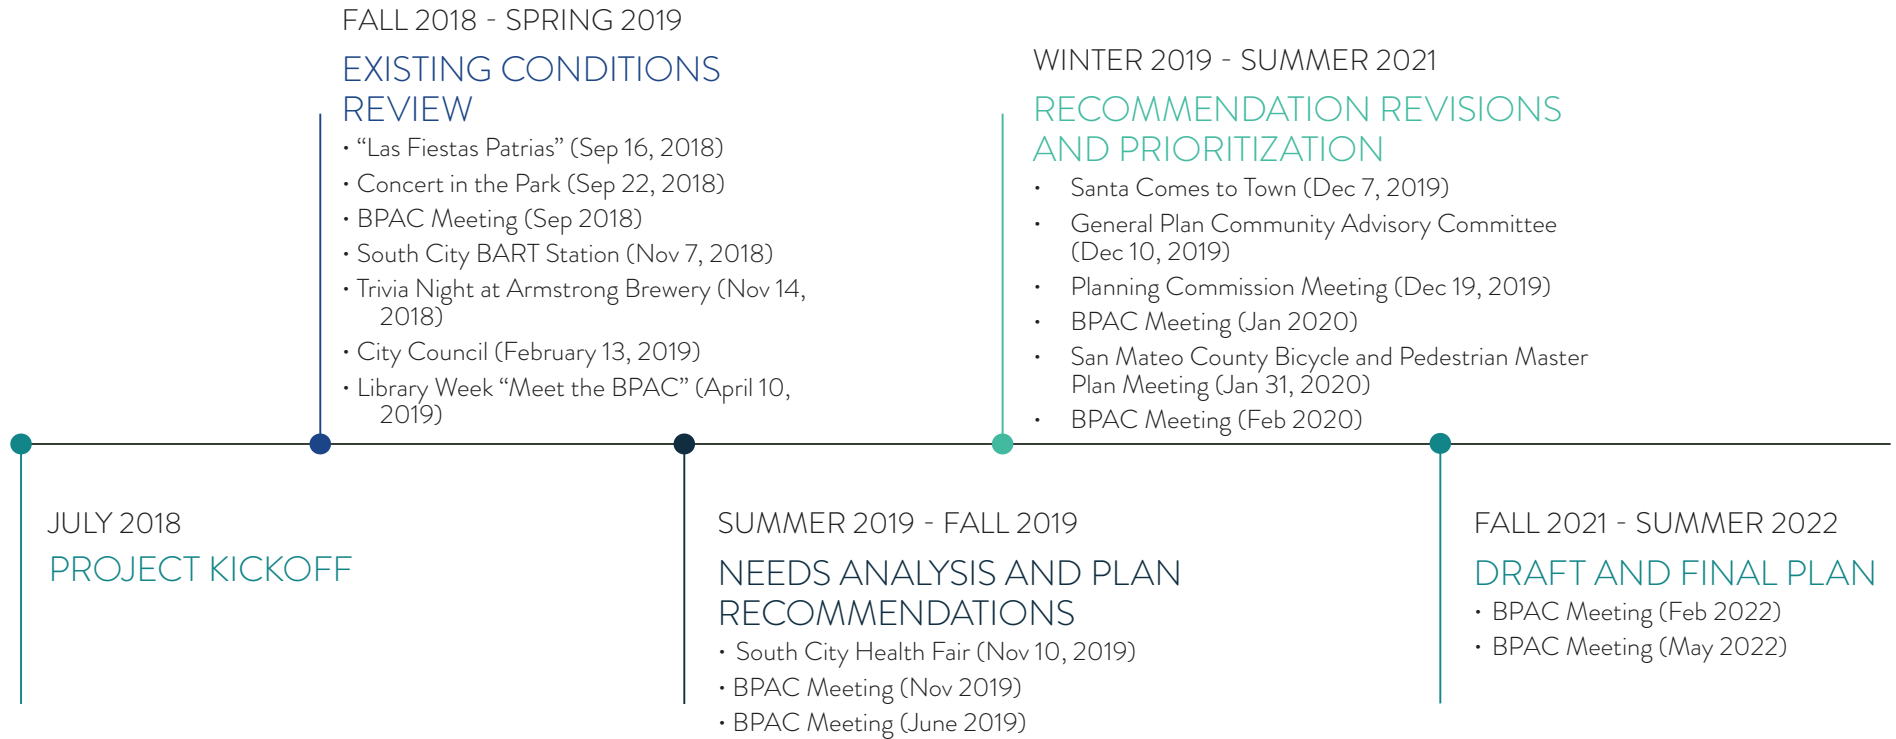 FALL 2018 - SPRING 2019
EXISTING CONDITIONS
REVIEW
• “Las Fiestas Patrias” (Sep 16, 2018)
• Concert in the Park (Sep 22, 2018)
• BPAC Meeting (Sep 2018)
• South City BART Station (Nov 7, 2018)
• Trivia Night at Armstrong Brewery (Nov 14,
2018)
• City Council (February 13, 2019)
• Library Week “Meet the BPAC” (April 10,
2019)
WINTER 2019 - SUMMER 2021
RECOMMENDATION REVISIONS
AND PRIORITIZATION
• Santa Comes to Town (Dec 7, 2019)
• General Plan Community Advisory Committee
(Dec 10, 2019)
• Planning Commission Meeting (Dec 19, 2019)
• BPAC Meeting (Jan 2020)
• San Mateo County Bicycle and Pedestrian Master
Plan Meeting (Jan 31, 2020)
• BPAC Meeting (Feb 2020)
JULY 2018
PROJECT KICKOFF
SUMMER 2019 - FALL 2019
NEEDS ANALYSIS AND PLAN
RECOMMENDATIONS
• South City Health Fair (Nov 10, 2019)
• BPAC Meeting (Nov 2019)
• BPAC Meeting (June 2019)
FALL 2021 - SUMMER 2022
DRAFT AND FINAL PLAN
• BPAC Meeting (Feb 2022)
• BPAC Meeting (May 2022)